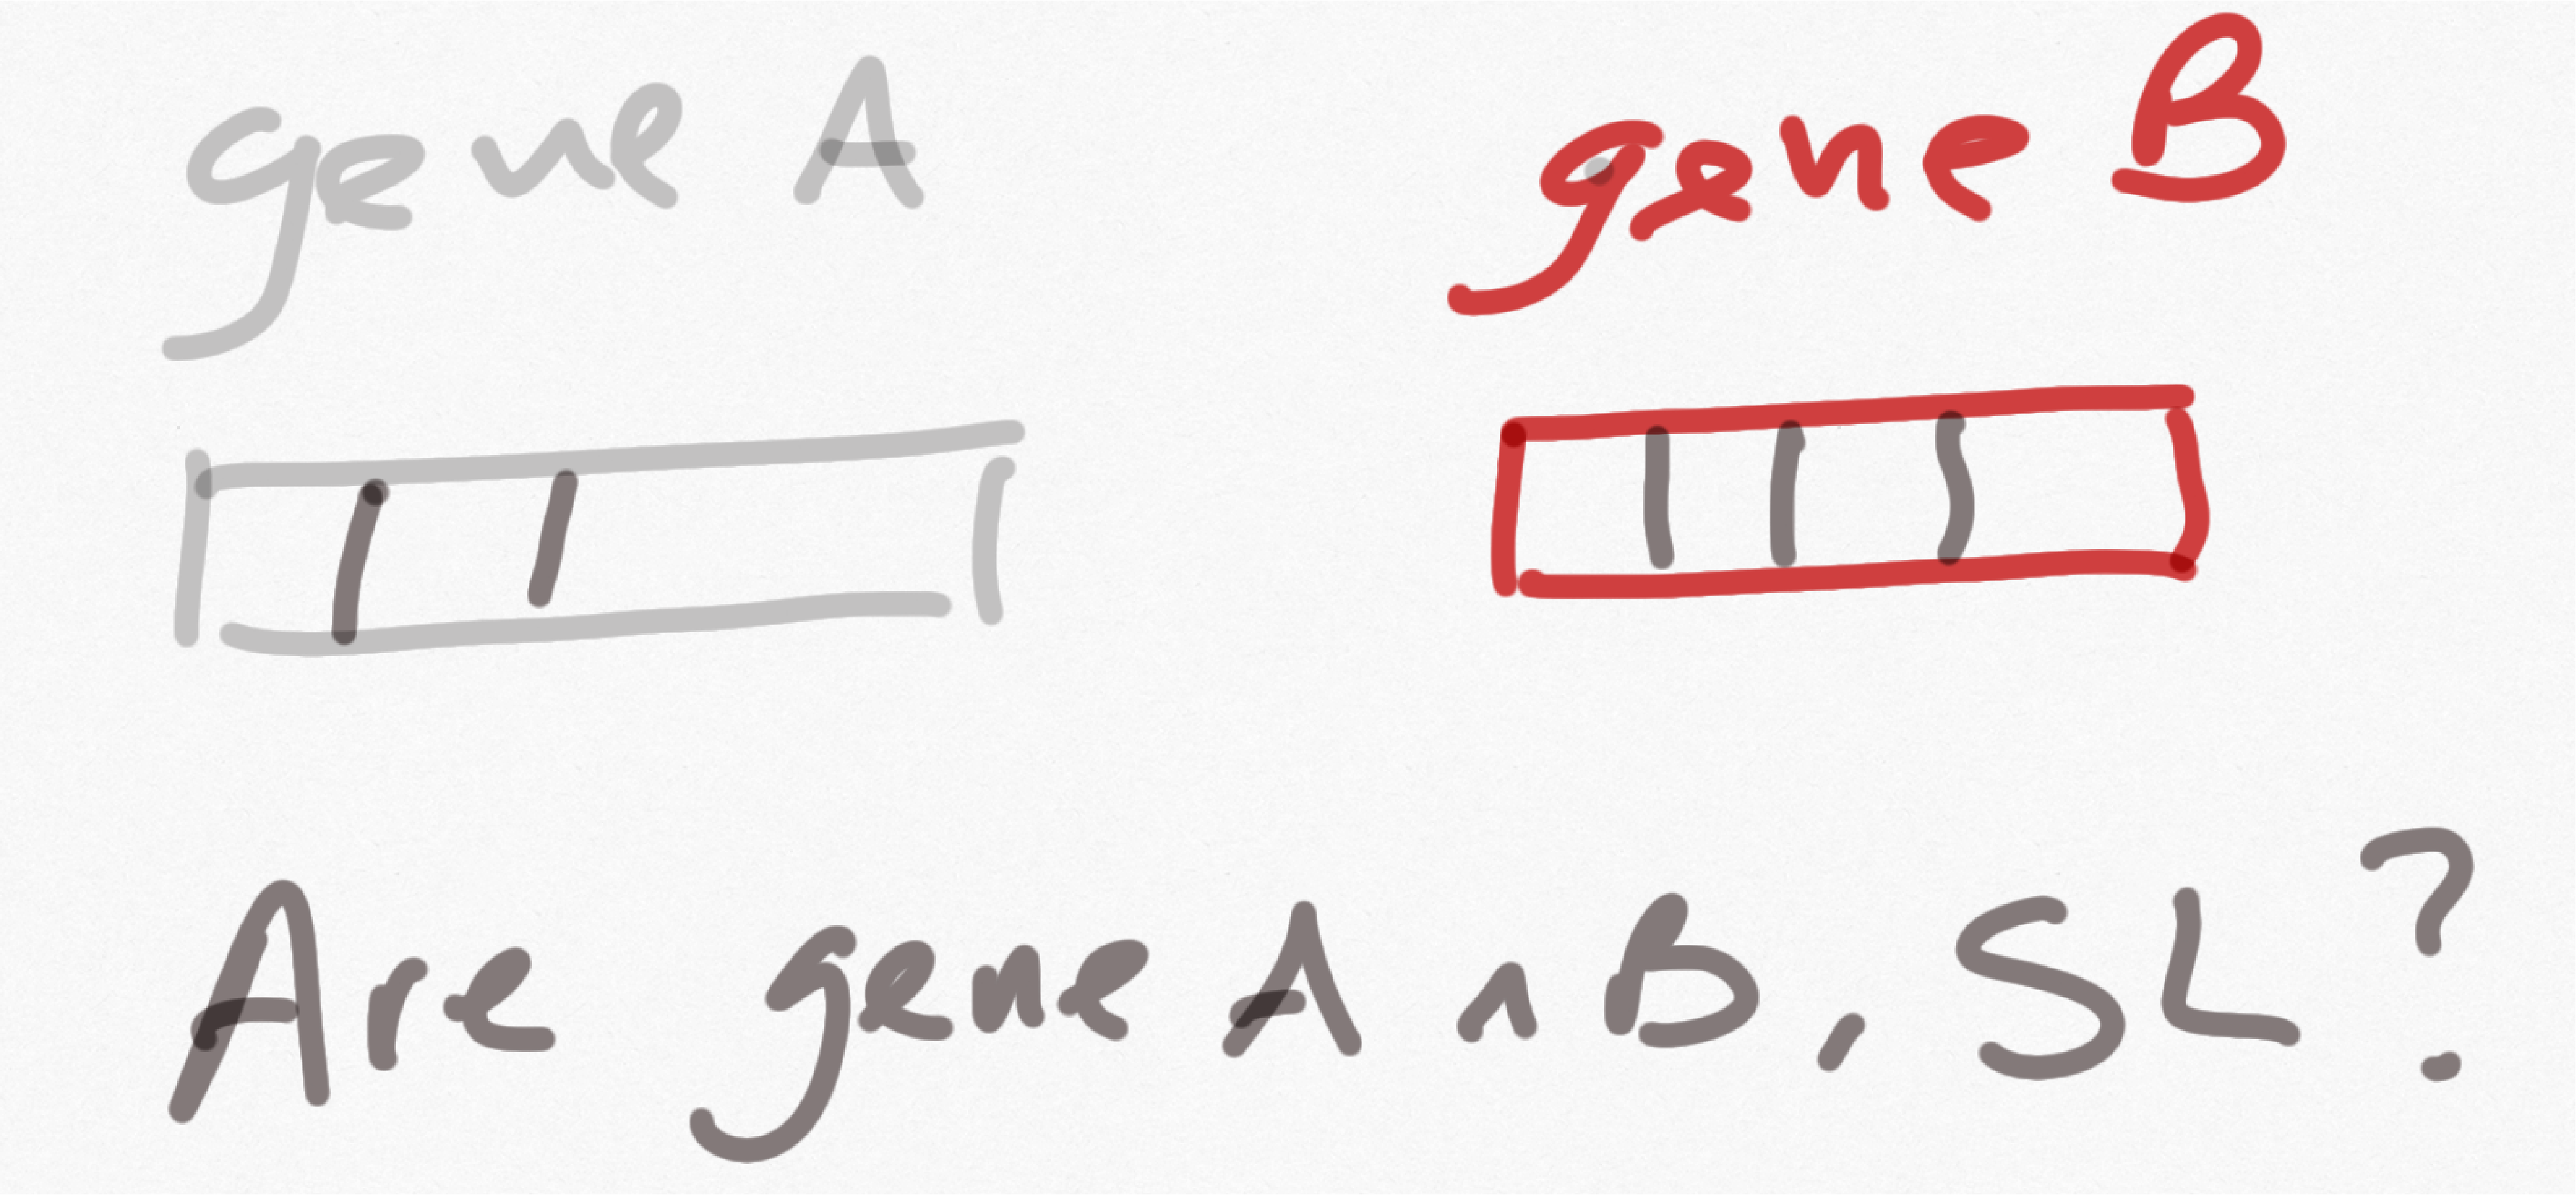 gene A
gene B
Are gene A ∩ B, SL?